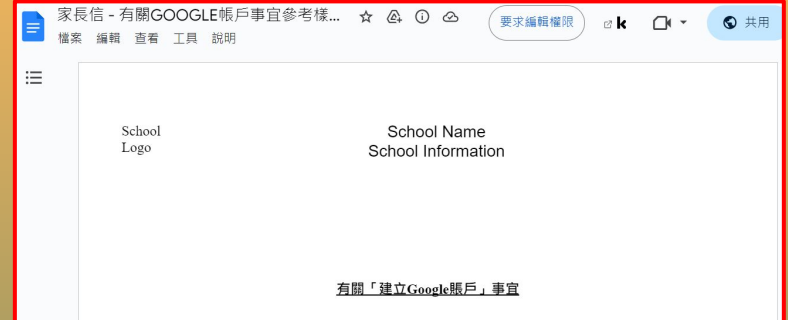 家長信 - 有關GOOGLE帳戶事宜參考樣...
要求編輯權限
k
共用
檔案 編輯 查看 工具 說明
School
Logo
School Name
School Information
有關「建立Google賬戶」事宜